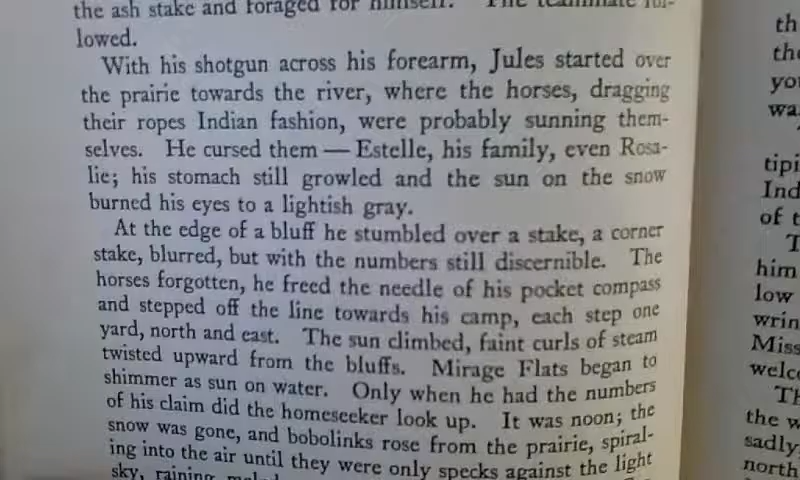 the ash stake and foraged for himself. The teammate fol-
lowed.
With his shotgun across his forearm, Jules started over
the prairie towards the river, where the horses, dragging
their ropes Indian fashion, were probably sunning them-
selves. He cursed them — Estelle, his family, even Rosa-
lie; his stomach still growled and the sun on the snow
burned his eyes to a lightish gray.
At the edge of a bluff he stumbled over a stake, a corner
stake, blurred, but with the numbers still discernible. The
horses forgotten, he freed the needle of his pocket compass
and stepped off the line towards his camp, each step one
yard, north and east. The sun climbed, faint curls of steam
twisted upward from the bluffs. Mirage Flats began to
shimmer as sun on water. Only when he had the numbers
of his claim did the homeseeker look up. It was noon; the
snow was gone, and bobolinks rose from the prairie, spiral-
ing into the air until they were only specks against the light
sky, raining
th
the
you
wa
tipi
Ind
of t
T
him
low
wrin
Miss
welc
Th
the w
sadly,
north